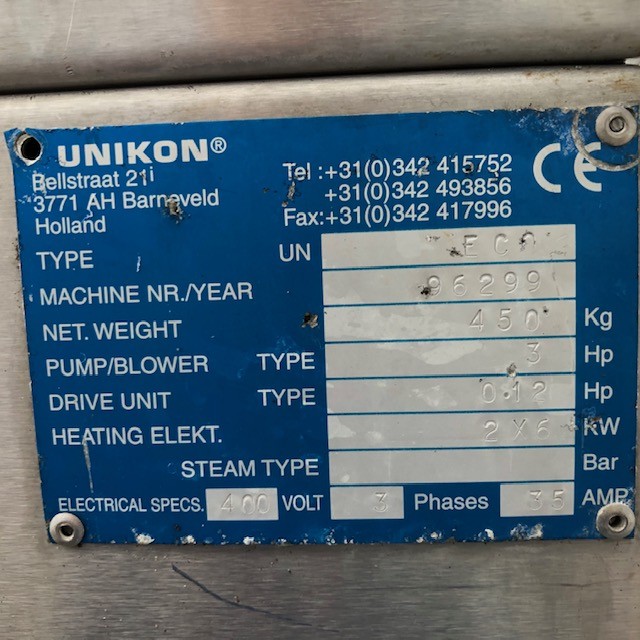 UNIKON®
Bellstraat 21
3771 AH Barneveld
Holland
Tel :+31(0)342 415752
+31(0)342 493856
Fax:+31(0)342 417996
CE
TYPE UN ECO
MACHINE NR./YEAR 96299
NET. WEIGHT 450 Kg
PUMP/BLOWER TYPE 3 Hp
DRIVE UNIT TYPE 0.12 Hp
HEATING ELEKT. 2X6 KW
STEAM TYPE Bar
ELECTRICAL SPECS. 400 VOLT 3 Phases 35 AMP